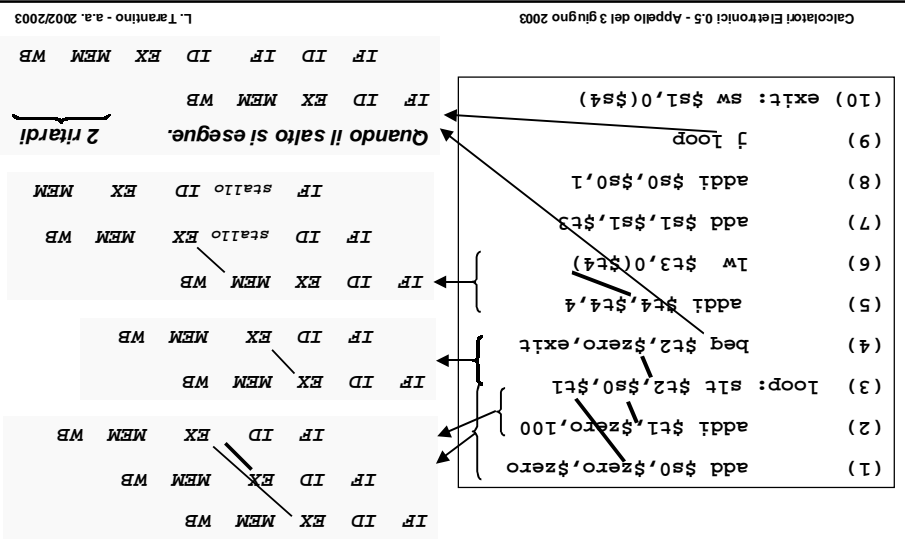 (1) add $s0,$zero,$zero
(2) addi $t1,$zero,100
(3) loop: slt $t2,$s0,$t1
(4) beq $t2,$zero,exit
(5) addi $t4,$t4,4
(6) lw $t3,0($t4)
(7) add $s1,$s1,$t3
(8) addi $s0,$s0,1
(9) j loop
(10) exit: sw $s1,0($s4)
IF ID EX MEM WB
IF ID EX MEM WB
IF ID EX MEM WB
IF ID EX MEM WB
IF ID EX MEM WB
IF ID EX MEM WB
IF ID stallo EX MEM WB
IF stallo ID EX MEM
Quando il salto si esegue. 2 ritardi
IF ID EX MEM WB
IF ID IF ID EX MEM WB
Calcolatori Elettronici 0.5 - Appello del 3 giugno 2003
L. Tarantino - a.a. 2002/2003